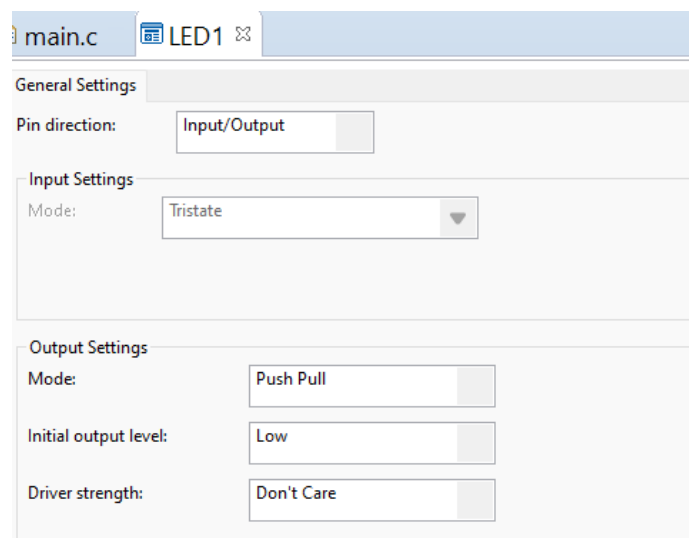 main.c LED1
General Settings
Pin direction: Input/Output
Input Settings
Mode: Tristate
Output Settings
Mode: Push Pull
Initial output level: Low
Driver strength: Don't Care